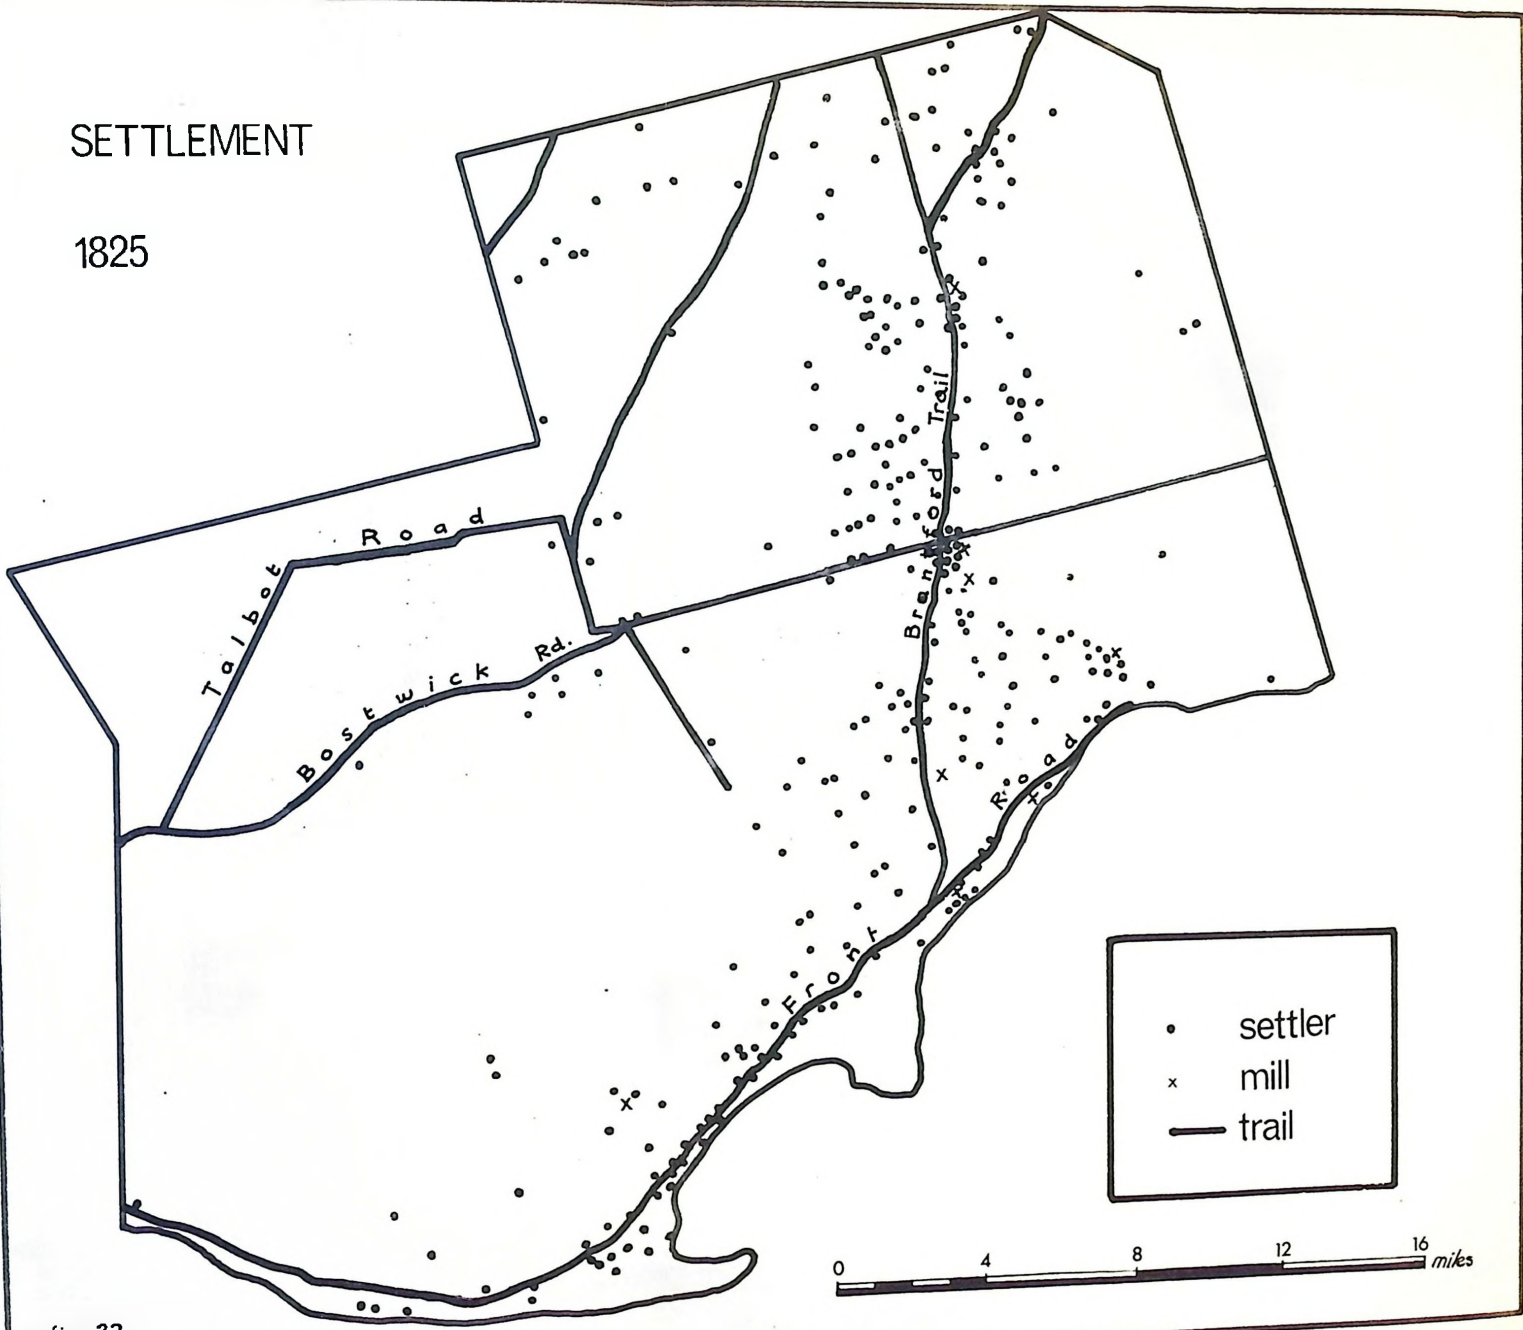 SETTLEMENT
1825
Talbot Road
Bostwick Rd.
Brantford Trail
Front Road
settler
x mill
trail
0 4 8 12 16 miles